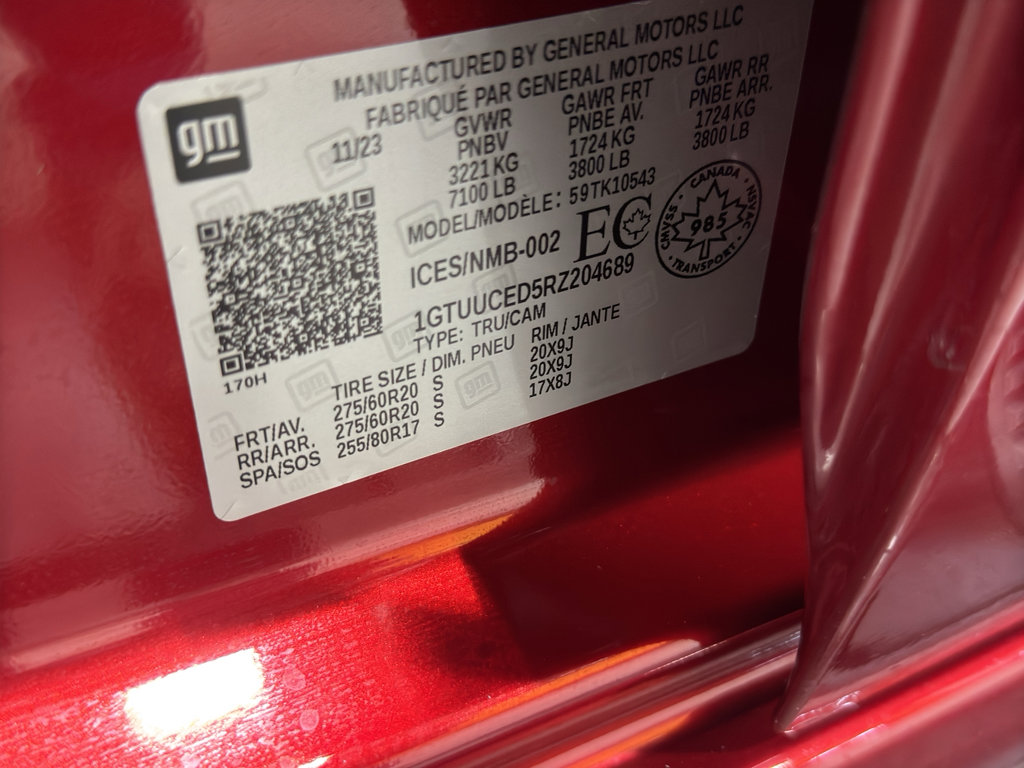 gm
MANUFACTURED BY GENERAL MOTORS LLC
FABRIQUÉ PAR GENERAL MOTORS LLC
11/23
GVWR
PNBV
3221 KG
7100 LB
GAWR FRT
PNBE AV.
1724 KG
3800 LB
GAWR RR
PNBE ARR.
1724 KG
3800 LB
MODEL/MODÈLE: 59TK10543
ICES/NMB-002
EC
CANADA · NSVAC · TRANSPORT · CMVSS
985
1GTUUCED5RZ204689
TYPE: TRU/CAM
170H
TIRE SIZE / DIM. PNEU RIM / JANTE
FRT/AV. 275/60R20 S 20X9J
RR/ARR. 275/60R20 S 20X9J
SPA/SOS 255/80R17 S 17X8J